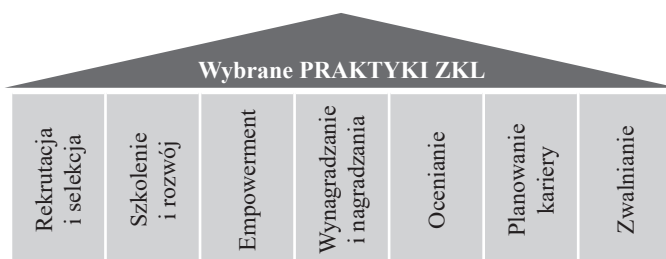 Wybrane PRAKTYKI ZKL
Rekrutacja
i selekcja
Szkolenie
i rozwój
Empowerment
Wynagradzanie
i nagradzania
Ocenianie
Planowanie
kariery
Zwalnianie